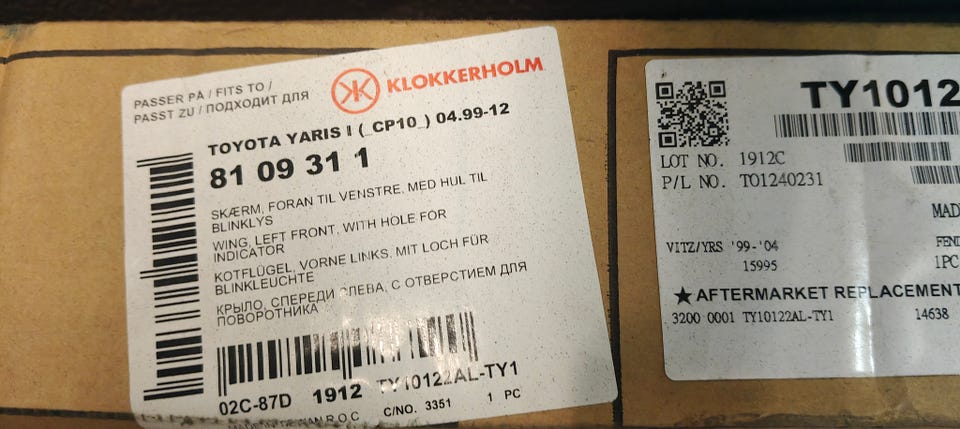 PASSER PÅ / FITS TO /
PASST ZU / ПОДХОДИТ ДЛЯ
KLOKKERHOLM
TOYOTA YARIS I (_CP10_) 04.99-12
81 09 31 1
SKÆRM, FORAN TIL VENSTRE, MED HUL TIL
BLINKLYS
WING, LEFT FRONT, WITH HOLE FOR
INDICATOR
KOTFLÜGEL, VORNE LINKS, MIT LOCH FÜR
BLINKLEUCHTE
КРЫЛО, СПЕРЕДИ СЛЕВА, С ОТВЕРСТИЕМ ДЛЯ
ПОВОРОТНИКА
02C-87D 1912 TY10122AL-TY1
R.O.C C/NO. 3351 1 PC
TY1012
LOT NO. 1912C
P/L NO. TO1240231
MAD
VITZ/YRS '99-'04 FEND
15995 1PC
★AFTERMARKET REPLACEMENT
3200 0001 TY10122AL-TY1 14638